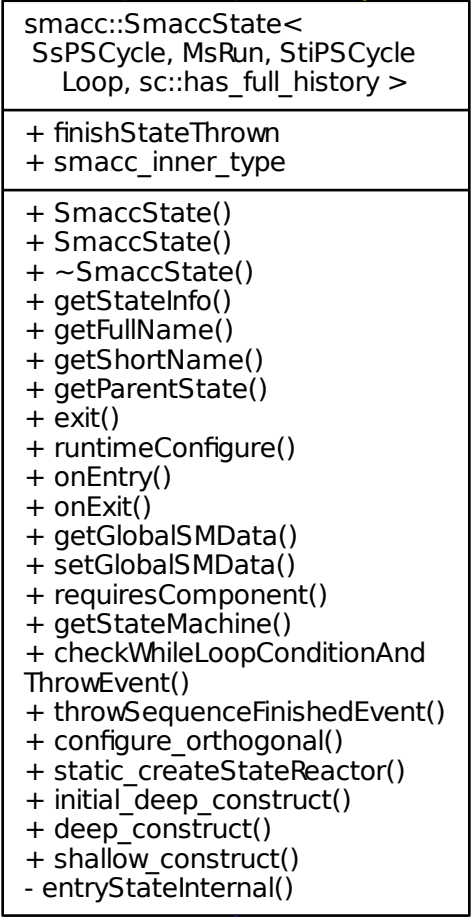 smacc::SmaccState<
SsPSCycle, MsRun, StiPSCycle
Loop, sc::has_full_history >
+ finishStateThrown
+ smacc_inner_type
+ SmaccState()
+ SmaccState()
+ ~SmaccState()
+ getStateInfo()
+ getFullName()
+ getShortName()
+ getParentState()
+ exit()
+ runtimeConfigure()
+ onEntry()
+ onExit()
+ getGlobalSMData()
+ setGlobalSMData()
+ requiresComponent()
+ getStateMachine()
+ checkWhileLoopConditionAnd
ThrowEvent()
+ throwSequenceFinishedEvent()
+ configure_orthogonal()
+ static_createStateReactor()
+ initial_deep_construct()
+ deep_construct()
+ shallow_construct()
- entryStateInternal()